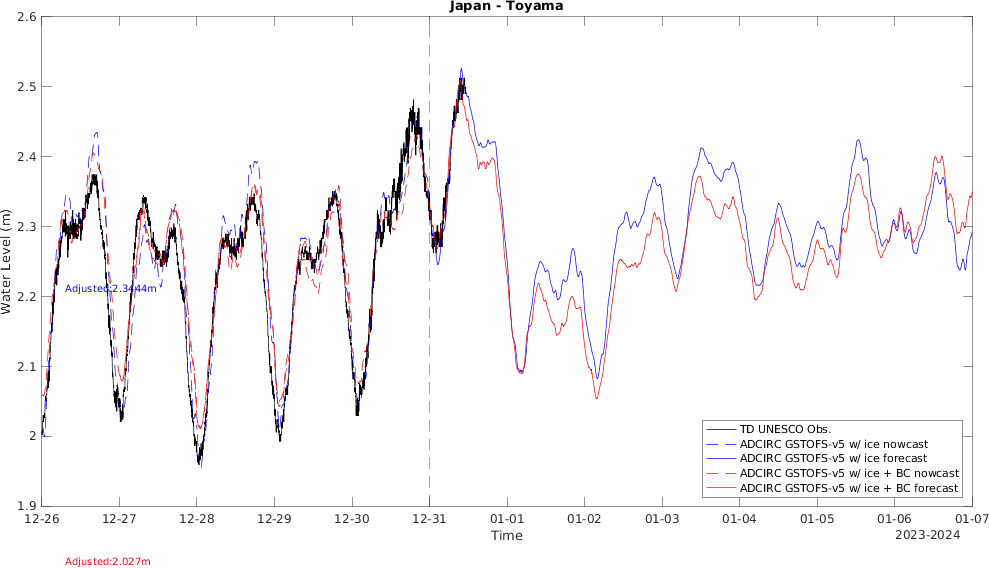 Japan - Toyama
2.6
2.5
2.4
2.3
2.2
2.1
2
1.9
Water Level (m)
Adjusted:2.3444m
TD UNESCO Obs.
ADCIRC GSTOFS-v5 w/ ice nowcast
ADCIRC GSTOFS-v5 w/ ice forecast
ADCIRC GSTOFS-v5 w/ ice + BC nowcast
ADCIRC GSTOFS-v5 w/ ice + BC forecast
12-26 12-27 12-28 12-29 12-30 12-31 01-01 01-02 01-03 01-04 01-05 01-06 01-07
Time
2023-2024
Adjusted:2.027m